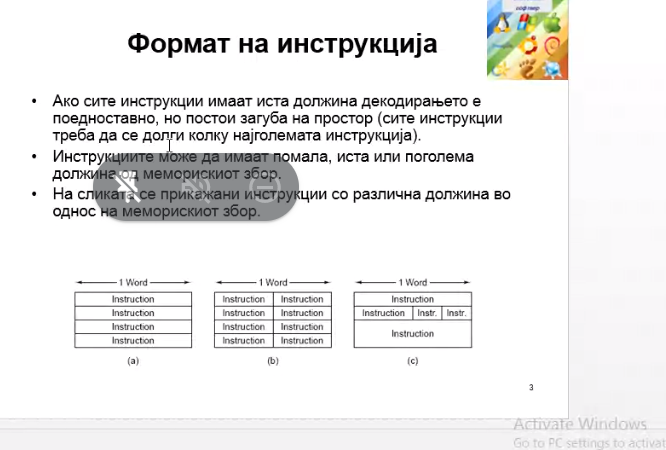 софтвер
Формат на инструкција
• Ако сите инструкции имаат иста должина декодирањето е
поедноставно, но постои загуба на простор (сите инструкции
треба да се долги колку најголемата инструкција).
• Инструкциите може да имаат помала, иста или поголема
должина од меморискиот збор.
• На сликата се прикажани инструкции со различна должина во
однос на меморискиот збор.
1 Word 1 Word 1 Word
Instruction Instruction Instruction Instruction
Instruction Instruction Instruction Instruction Instr. Instr.
Instruction Instruction Instruction Instruction
Instruction Instruction Instruction
(a) (b) (c)
3
Activate Windows
Go to PC settings to activat